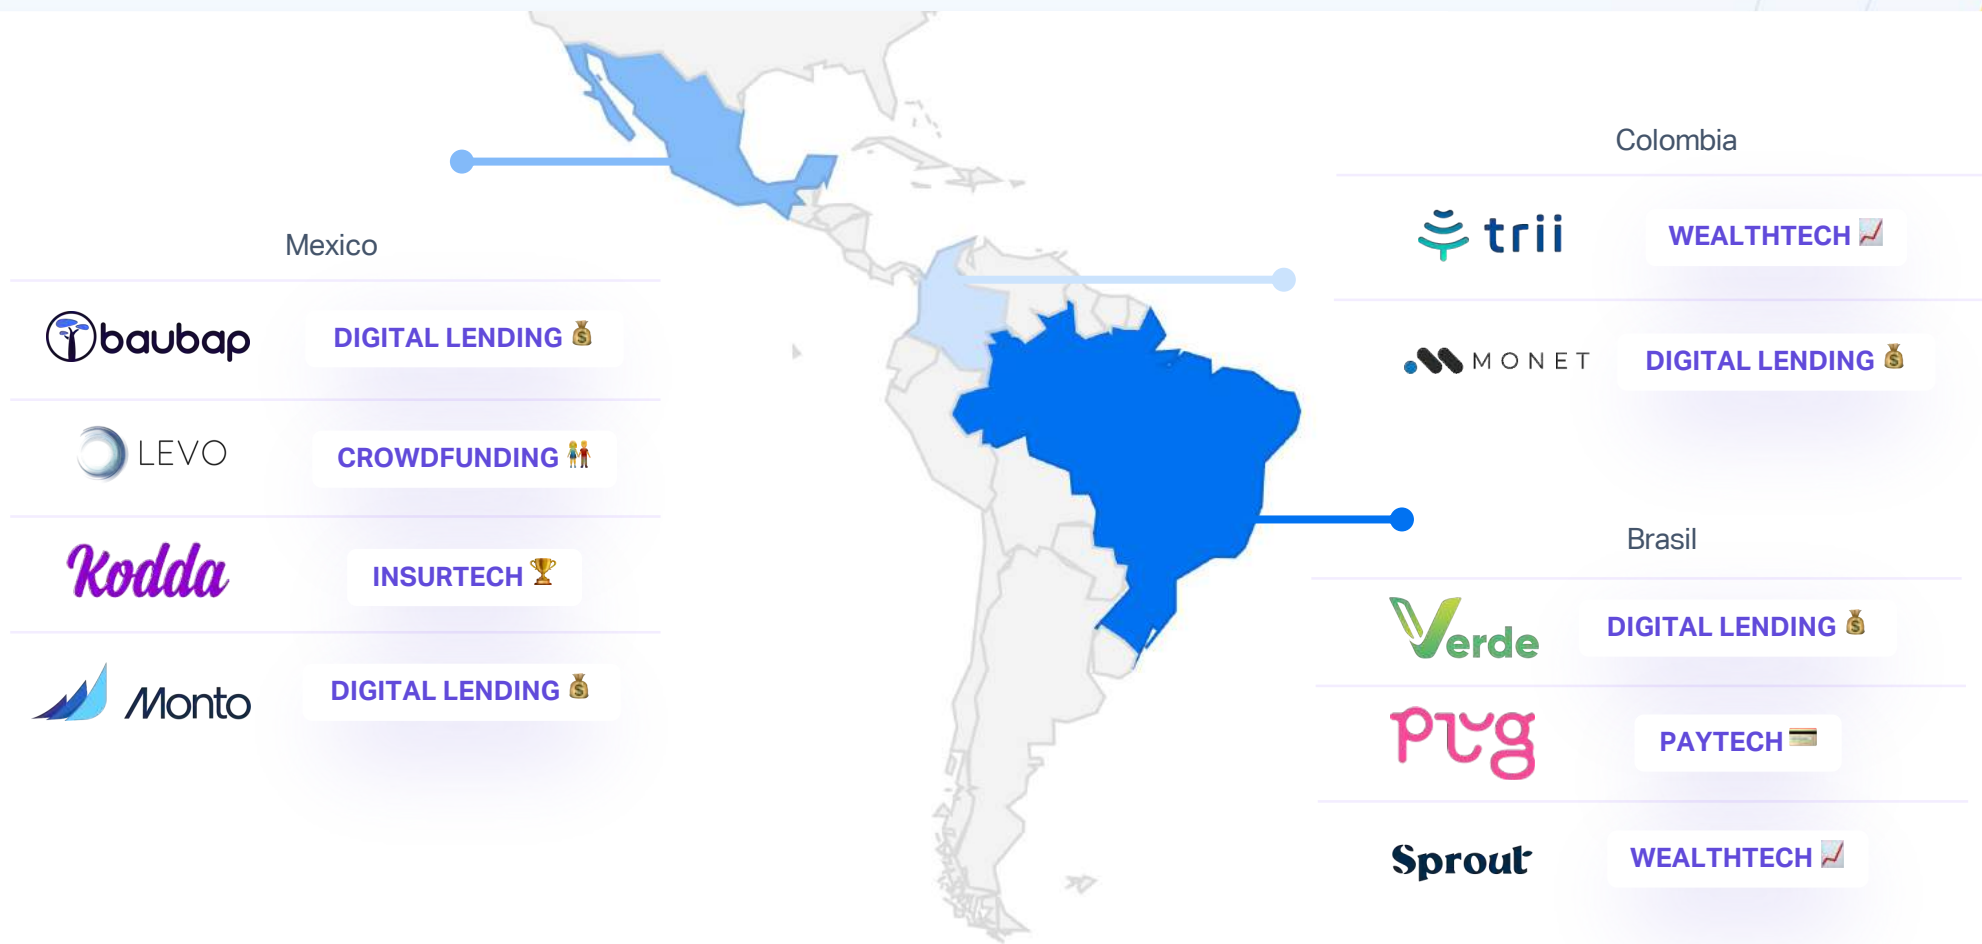 Mexico
baubap DIGITAL LENDING
LEVO CROWDFUNDING
Kodda INSURTECH
Monto DIGITAL LENDING
Colombia
trii WEALTHTECH
MONET DIGITAL LENDING
Brasil
Verde DIGITAL LENDING
Plug PAYTECH
Sprout WEALTHTECH